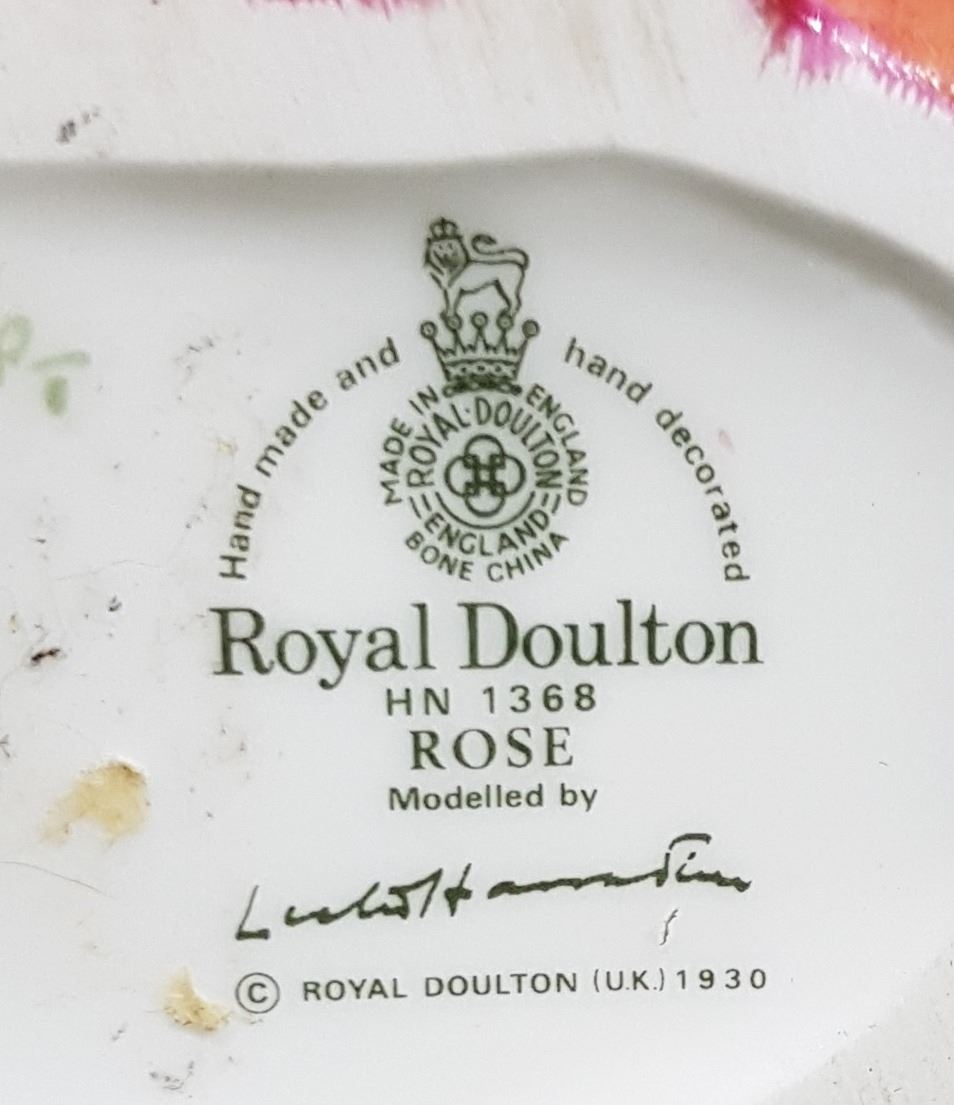 Hand made and hand decorated
MADE IN ENGLAND
ROYAL·DOULTON
ENGLAND
BONE CHINA
Royal Doulton
HN 1368
ROSE
Modelled by
© ROYAL DOULTON (U.K.) 1930